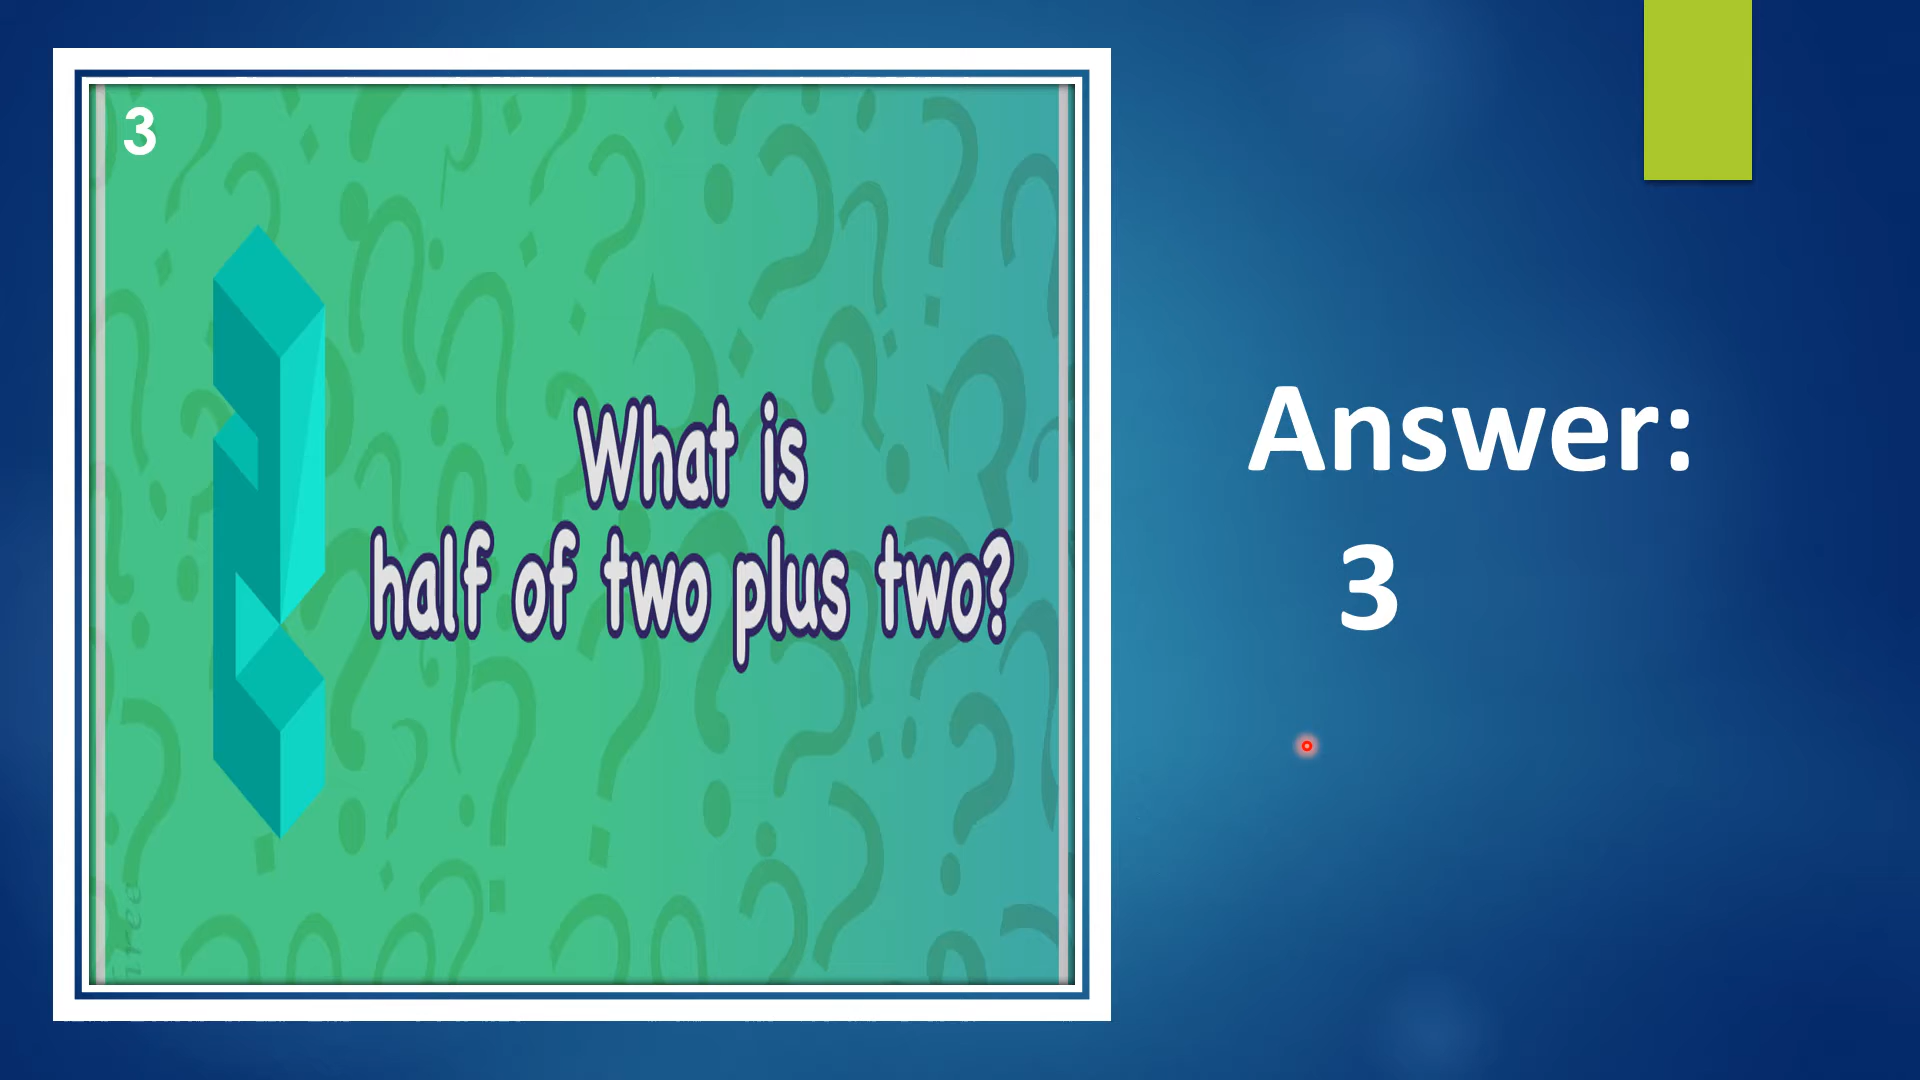 3
What is
half of two plus two?
Answer:
3